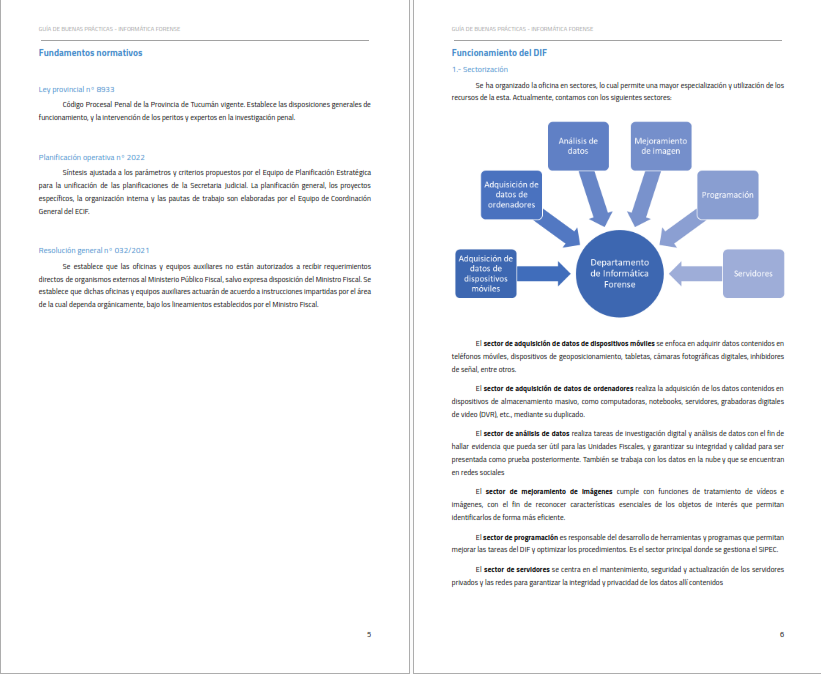 GUÍA DE BUENAS PRÁCTICAS - INFORMÁTICA FORENSE
Fundamentos normativos
Ley provincial n° 8933
Código Procesal Penal de la Provincia de Tucumán vigente. Establece las disposiciones generales de
funcionamiento, y la intervención de los peritos y expertos en la investigación penal.
Planificación operativa n° 2022
Síntesis ajustada a los parámetros y criterios propuestos por el Equipo de Planificación Estratégica
para la unificación de las planificaciones de la Secretaria Judicial. La planificación general, los proyectos
específicos, la organización interna y las pautas de trabajo son elaboradas por el Equipo de Coordinación
General del ECIF.
Resolución general n° 032/2021
Se establece que las oficinas y equipos auxiliares no están autorizados a recibir requerimientos
directos de organismos externos al Ministerio Público Fiscal, salvo expresa disposición del Ministro Fiscal. Se
establece que dichas oficinas y equipos auxiliares actuarán de acuerdo a instrucciones impartidas por el área
de la cual dependa orgánicamente, bajo los lineamientos establecidos por el Ministro Fiscal.
5
GUÍA DE BUENAS PRÁCTICAS - INFORMÁTICA FORENSE
Funcionamiento del DIF
1.- Sectorización
Se ha organizado la oficina en sectores, lo cual permite una mayor especialización y utilización de los
recursos de la esta. Actualmente, contamos con los siguientes sectores:
Adquisición de
datos de
dispositivos
móviles
Adquisición de
datos de
ordenadores
Análisis de
datos
Mejoramiento
de imagen
Programación
Servidores
Departamento
de Informática
Forense
El sector de adquisición de datos de dispositivos móviles se enfoca en adquirir datos contenidos en
teléfonos móviles, dispositivos de geoposicionamiento, tabletas, cámaras fotográficas digitales, inhibidores
de señal, entre otros.
El sector de adquisición de datos de ordenadores realiza la adquisición de los datos contenidos en
dispositivos de almacenamiento masivo, como computadoras, notebooks, servidores, grabadoras digitales
de video (DVR), etc., mediante su duplicado.
El sector de análisis de datos realiza tareas de investigación digital y análisis de datos con el fin de
hallar evidencia que pueda ser útil para las Unidades Fiscales, y garantizar su integridad y calidad para ser
presentada como prueba posteriormente. También se trabaja con los datos en la nube y que se encuentran
en redes sociales
El sector de mejoramiento de imágenes cumple con funciones de tratamiento de vídeos e
imágenes, con el fin de reconocer características esenciales de los objetos de interés que permitan
identificarlos de forma más eficiente.
El sector de programación es responsable del desarrollo de herramientas y programas que permitan
mejorar las tareas del DIF y optimizar los procedimientos. Es el sector principal donde se gestiona el SIPEC.
El sector de servidores se centra en el mantenimiento, seguridad y actualización de los servidores
privados y las redes para garantizar la integridad y privacidad de los datos allí contenidos
6